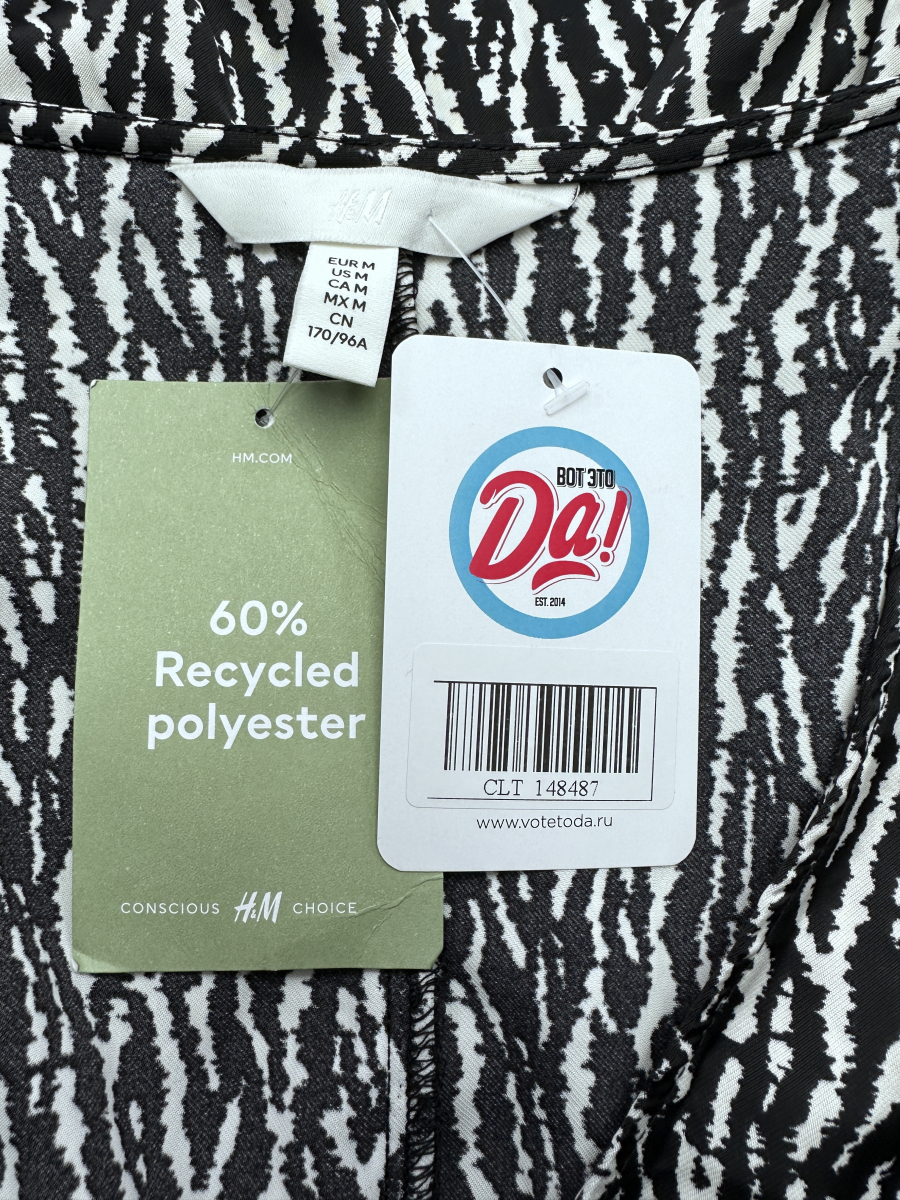 H&M
EUR M
US M
CA M
MX M
CN
170/96A
HM.COM
60%
Recycled
polyester
CONSCIOUS H&M CHOICE
ВОТ ЭТО
Да!
EST. 2014
CLT 148487
www.votetoda.ru